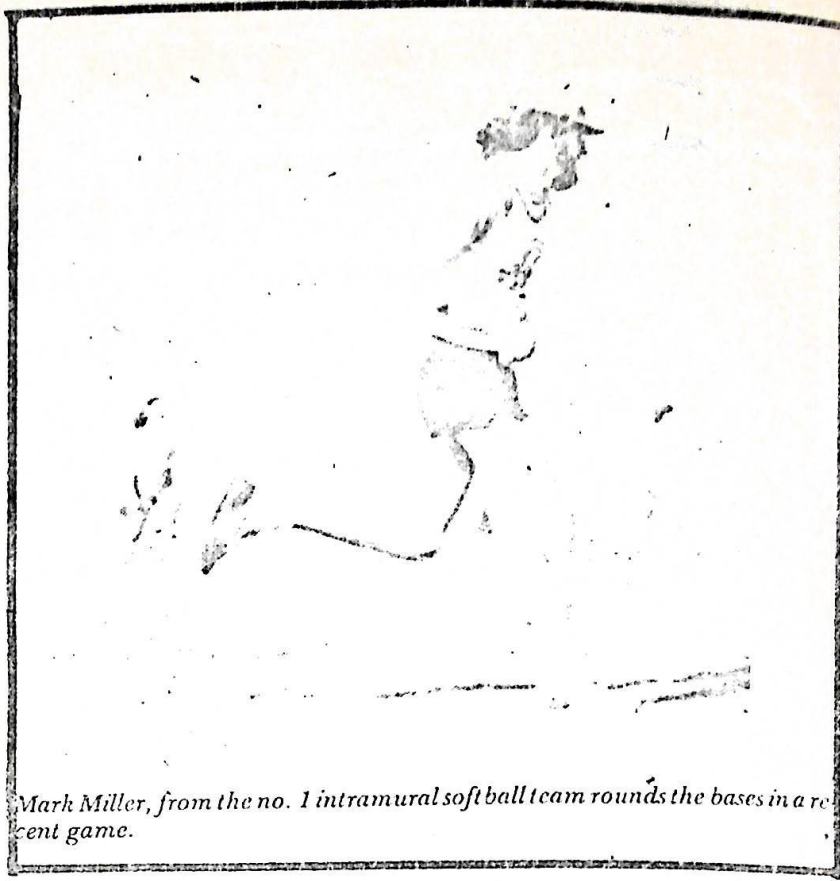 Mark Miller, from the no. 1 intramural softball team rounds the bases in a re
cent game.